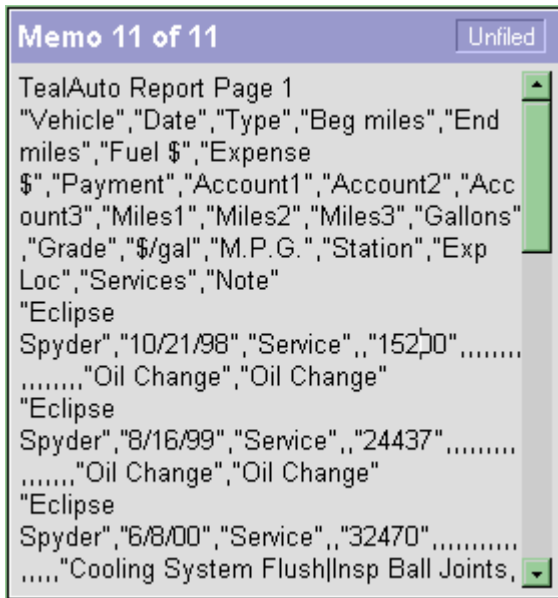 Memo 11 of 11
Unfiled
TealAuto Report Page 1
"Vehicle","Date","Type","Beg miles","End
miles","Fuel $","Expense
$","Payment","Account1","Account2","Acc
ount3","Miles1","Miles2","Miles3","Gallons"
,"Grade","$/gal","M.P.G.","Station","Exp
Loc","Services","Note"
"Eclipse
Spyder","10/21/98","Service",,"15200",,,,,,,,
,,,,,,,,"Oil Change","Oil Change"
"Eclipse
Spyder","8/16/99","Service",,"24437",,,,,,,,,
,,,,,,,"Oil Change","Oil Change"
"Eclipse
Spyder","6/8/00","Service",,"32470",,,,,,,,,,,
,,,,,"Cooling System Flush|Insp Ball Joints,